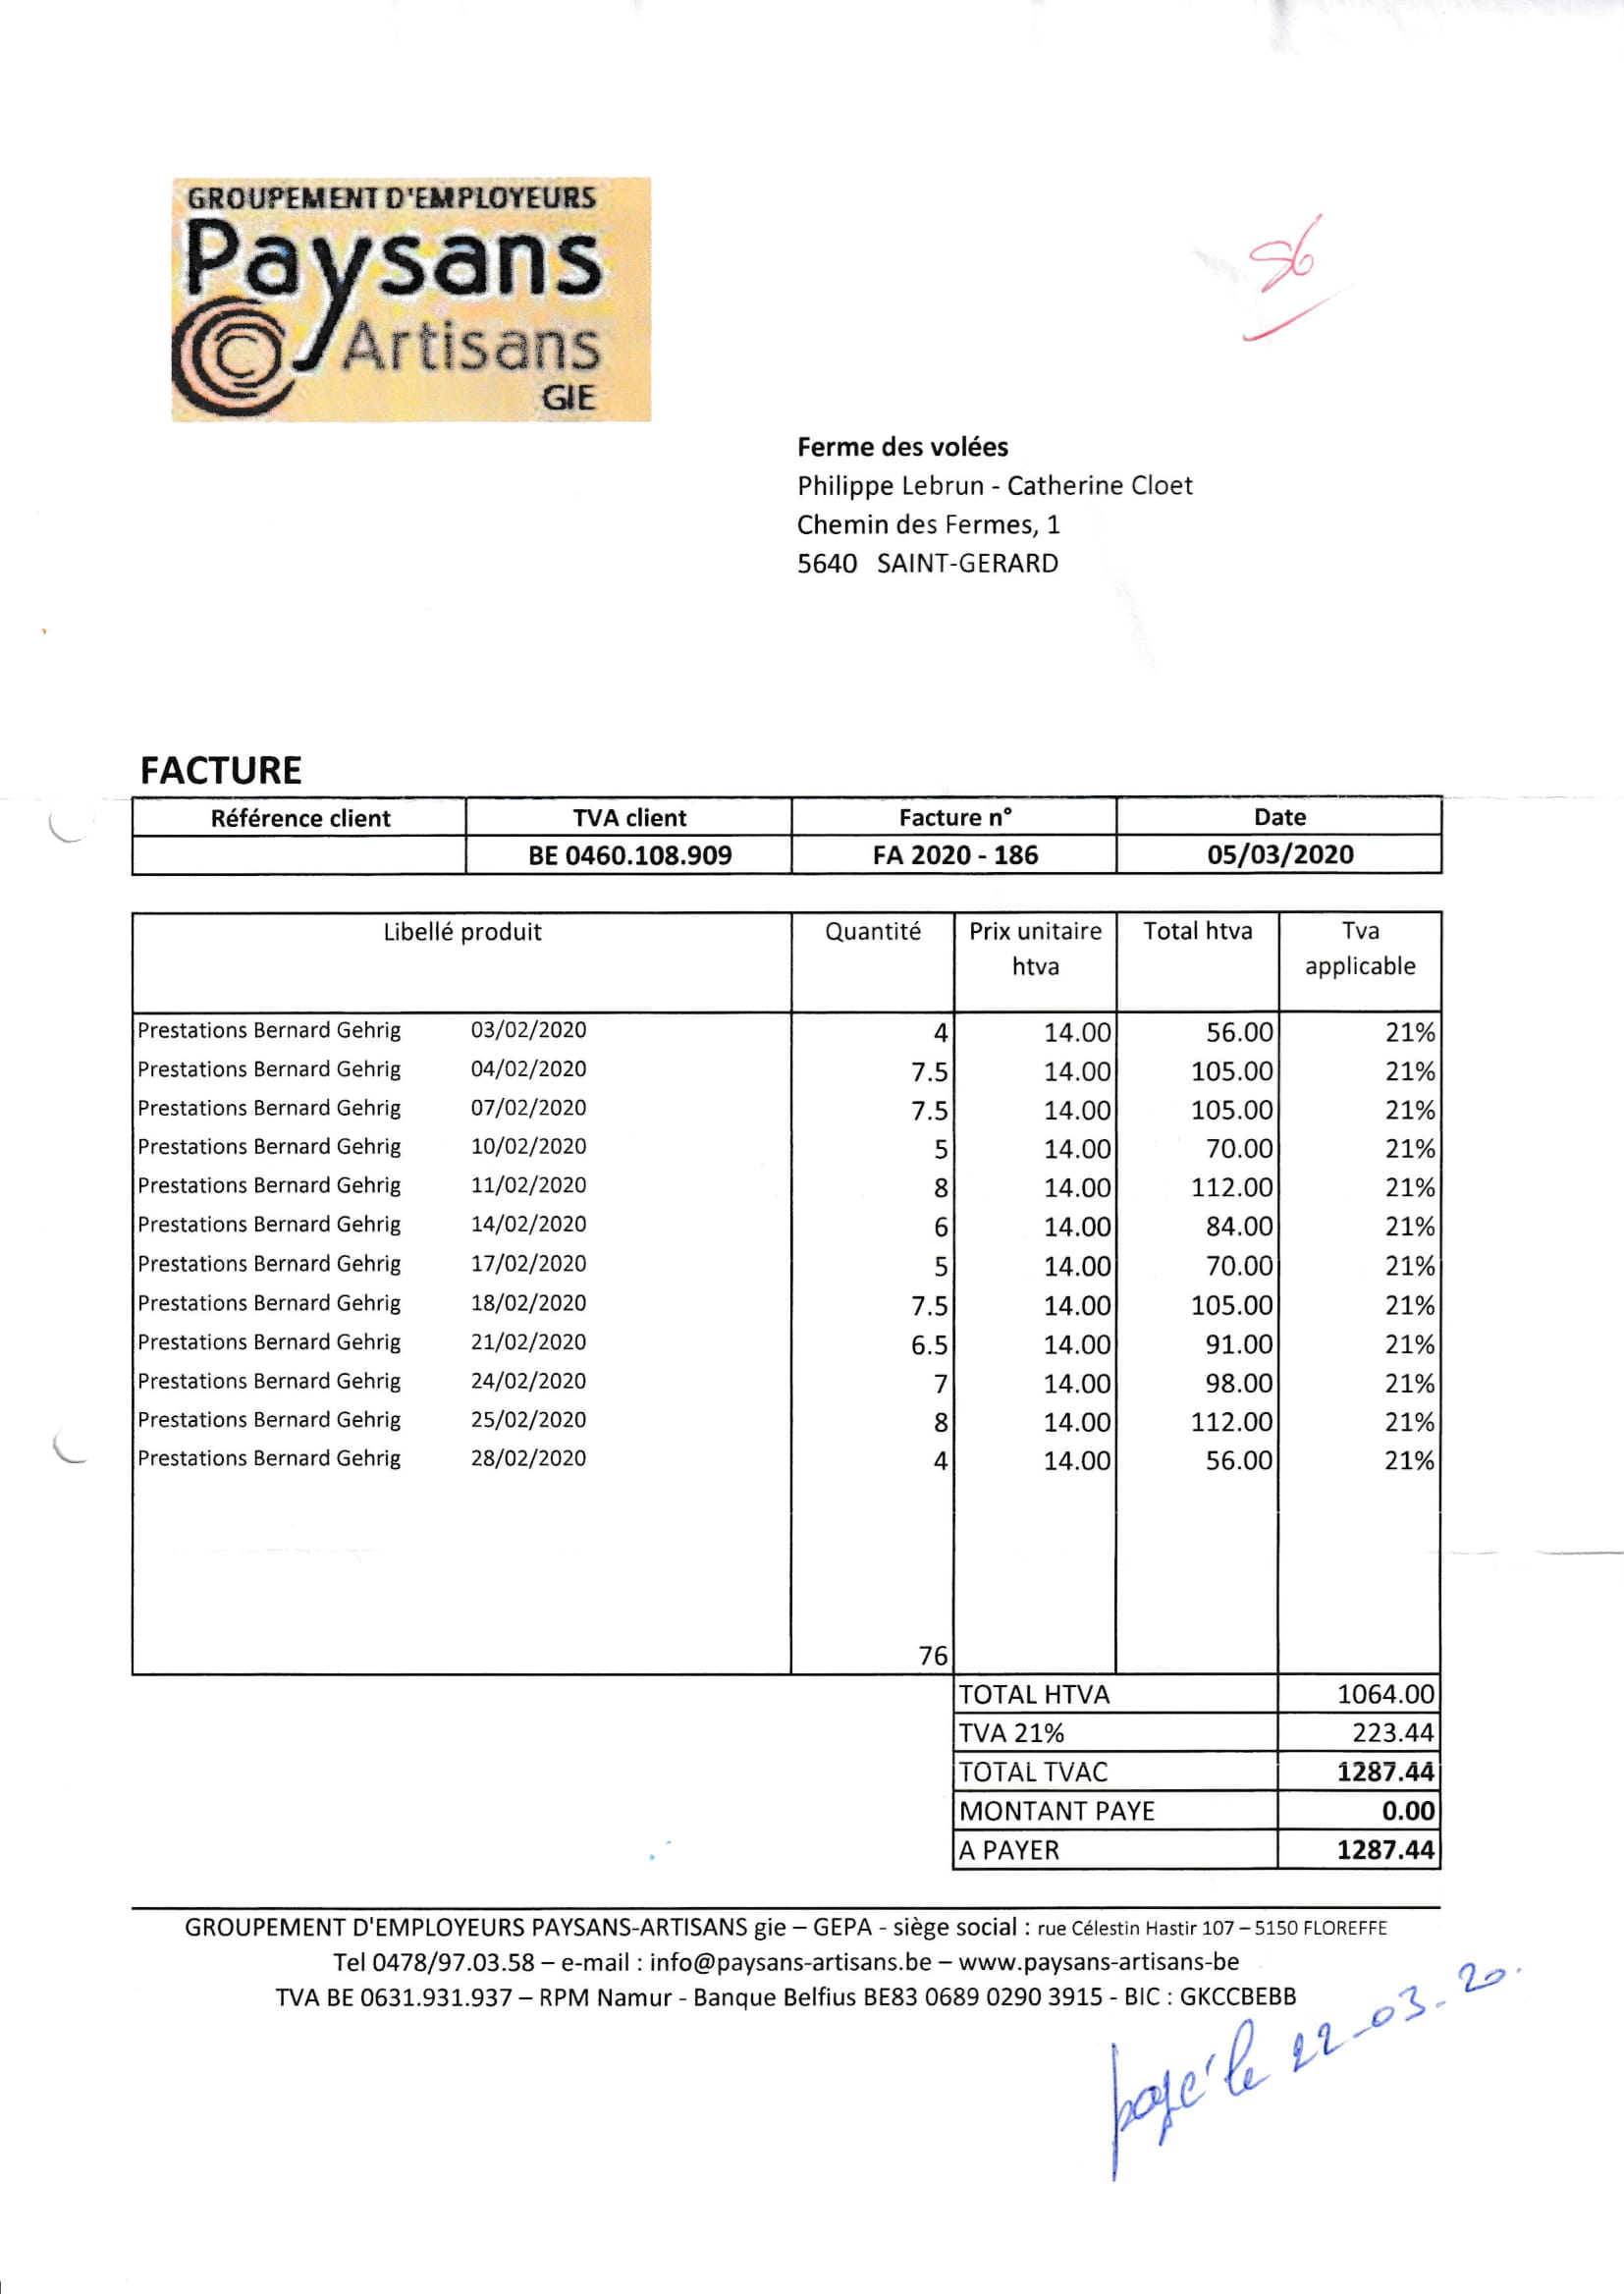 GROUPEMENT D'EMPLOYEURS
Paysans
Artisans
GIE
56
Ferme des volées
Philippe Lebrun - Catherine Cloet
Chemin des Fermes, 1
5640 SAINT-GERARD
FACTURE
Référence client TVA client Facture n° Date
BE 0460.108.909 FA 2020 - 186 05/03/2020
Libellé produit Quantité Prix unitaire htva Total htva Tva applicable
Prestations Bernard Gehrig 03/02/2020 4 14.00 56.00 21%
Prestations Bernard Gehrig 04/02/2020 7.5 14.00 105.00 21%
Prestations Bernard Gehrig 07/02/2020 7.5 14.00 105.00 21%
Prestations Bernard Gehrig 10/02/2020 5 14.00 70.00 21%
Prestations Bernard Gehrig 11/02/2020 8 14.00 112.00 21%
Prestations Bernard Gehrig 14/02/2020 6 14.00 84.00 21%
Prestations Bernard Gehrig 17/02/2020 5 14.00 70.00 21%
Prestations Bernard Gehrig 18/02/2020 7.5 14.00 105.00 21%
Prestations Bernard Gehrig 21/02/2020 6.5 14.00 91.00 21%
Prestations Bernard Gehrig 24/02/2020 7 14.00 98.00 21%
Prestations Bernard Gehrig 25/02/2020 8 14.00 112.00 21%
Prestations Bernard Gehrig 28/02/2020 4 14.00 56.00 21%
76
TOTAL HTVA 1064.00
TVA 21% 223.44
TOTAL TVAC 1287.44
MONTANT PAYE 0.00
A PAYER 1287.44
GROUPEMENT D'EMPLOYEURS PAYSANS-ARTISANS gie – GEPA - siège social : rue Célestin Hastir 107 – 5150 FLOREFFE
Tel 0478/97.03.58 – e-mail : info@paysans-artisans.be – www.paysans-artisans-be
TVA BE 0631.931.937 – RPM Namur - Banque Belfius BE83 0689 0290 3915 - BIC : GKCCBEBB
payé le 22-03-20.